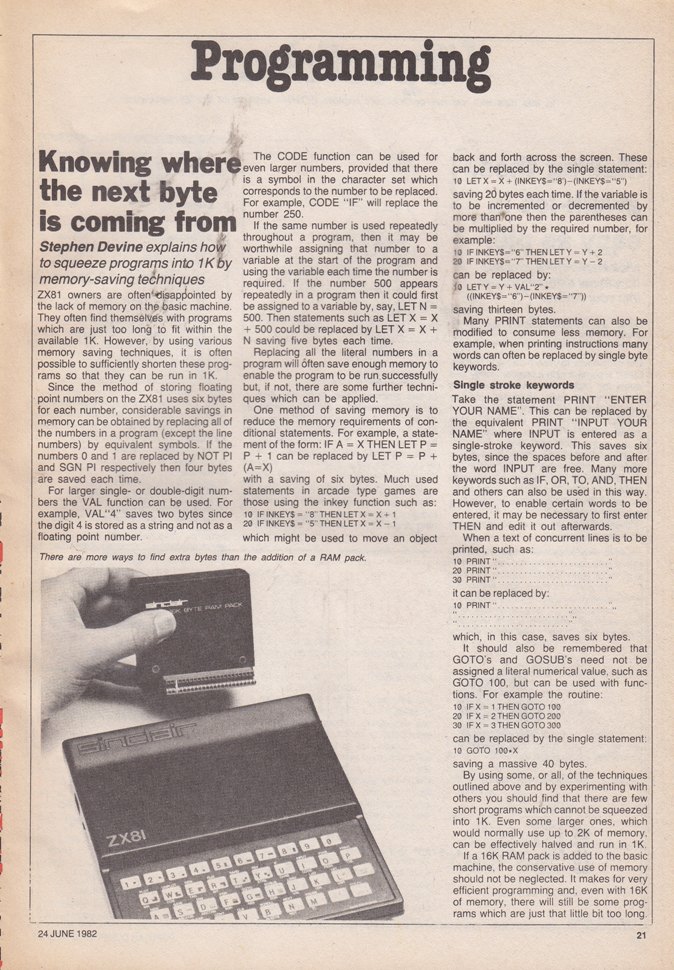 Programming
Knowing where
the next byte
is coming from
Stephen Devine explains how
to squeeze programs into 1K by
memory-saving techniques
ZX81 owners are often disappointed by
the lack of memory on the basic machine.
They often find themselves with programs
which are just too long to fit within the
available 1K. However, by using various
memory saving techniques, it is often
possible to sufficiently shorten these prog-
rams so that they can be run in 1K.
Since the method of storing floating
point numbers on the ZX81 uses six bytes
for each number, considerable savings in
memory can be obtained by replacing all of
the numbers in a program (except the line
numbers) by equivalent symbols. If the
numbers 0 and 1 are replaced by NOT PI
and SGN PI respectively then four bytes
are saved each time.
For larger single- or double-digit num-
bers the VAL function can be used. For
example, VAL"4" saves two bytes since
the digit 4 is stored as a string and not as a
floating point number.
The CODE function can be used for
even larger numbers, provided that there
is a symbol in the character set which
corresponds to the number to be replaced.
For example, CODE "IF" will replace the
number 250.
If the same number is used repeatedly
throughout a program, then it may be
worthwhile assigning that number to a
variable at the start of the program and
using the variable each time the number is
required. If the number 500 appears
repeatedly in a program then it could first
be assigned to a variable, by, say, LET N =
500. Then statements such as LET X = X
+ 500 could be replaced by LET X = X +
N saving five bytes each time.
Replacing all the literal numbers in a
program will often save enough memory to
enable the program to be run successfully
but, if not, there are some further techni-
ques which can be applied.
One method of saving memory is to
reduce the memory requirements of con-
ditional statements. For example, a state-
ment of the form: IF A = X THEN LET P =
P + 1 can be replaced by LET P = P +
(A=X)
with a saving of six bytes. Much used
statements in arcade type games are
those using the inkey function such as:
10 IF INKEY$ = "8" THEN LET X = X + 1
20 IF INKEY$ = "5" THEN LET X = X − 1
which might be used to move an object
back and forth across the screen. These
can be replaced by the single statement:
10 LET X = X + (INKEY$="8")−(INKEY$="5")
saving 20 bytes each time. If the variable is
to be incremented or decremented by
more than one then the parentheses can
be multiplied by the required number, for
example:
10 IF INKEY$="6" THEN LET Y = Y + 2
20 IF INKEY$="7" THEN LET Y = Y − 2
can be replaced by:
10 LET Y = Y + VAL"2" *
((INKEY$="6")−(INKEY$="7"))
saving thirteen bytes.
Many PRINT statements can also be
modified to consume less memory. For
example, when printing instructions many
words can often be replaced by single byte
keywords.
Single stroke keywords
Take the statement PRINT "ENTER
YOUR NAME". This can be replaced by
the equivalent PRINT "INPUT YOUR
NAME" where INPUT is entered as a
single-stroke keyword. This saves six
bytes, since the spaces before and after
the word INPUT are free. Many more
keywords such as IF, OR, TO, AND, THEN
and others can also be used in this way.
However, to enable certain words to be
entered, it may be necessary to first enter
THEN and edit it out afterwards.
When a text of concurrent lines is to be
printed, such as:
10 PRINT "........................"
20 PRINT "........................"
30 PRINT "........................"
it can be replaced by:
10 PRINT "........................",,
"........................",,
"........................",,
which, in this case, saves six bytes.
It should also be remembered that
GOTO's and GOSUB's need not be
assigned a literal numerical value, such as
GOTO 100, but can be used with func-
tions. For example the routine:
10 IF X = 1 THEN GOTO 100
20 IF X = 2 THEN GOTO 200
30 IF X = 3 THEN GOTO 300
can be replaced by the single statement:
10 GOTO 100*X
saving a massive 40 bytes.
By using some, or all, of the techniques
outlined above and by experimenting with
others you should find that there are few
short programs which cannot be squeezed
into 1K. Even some larger ones, which
would normally use up to 2K of memory,
can be effectively halved and run in 1K.
If a 16K RAM pack is added to the basic
machine, the conservative use of memory
should not be neglected. It makes for very
efficient programming and, even with 16K
of memory, there will still be some prog-
rams which are just that little bit too long.
There are more ways to find extra bytes than the addition of a RAM pack.
sinclair
BYTE RAM PACK
sinclair
ZX81
1 2 3 4 5 6 7 8 9 0
Q W E R T Y U I O P
A S D F G
V B N M
24 JUNE 1982
21